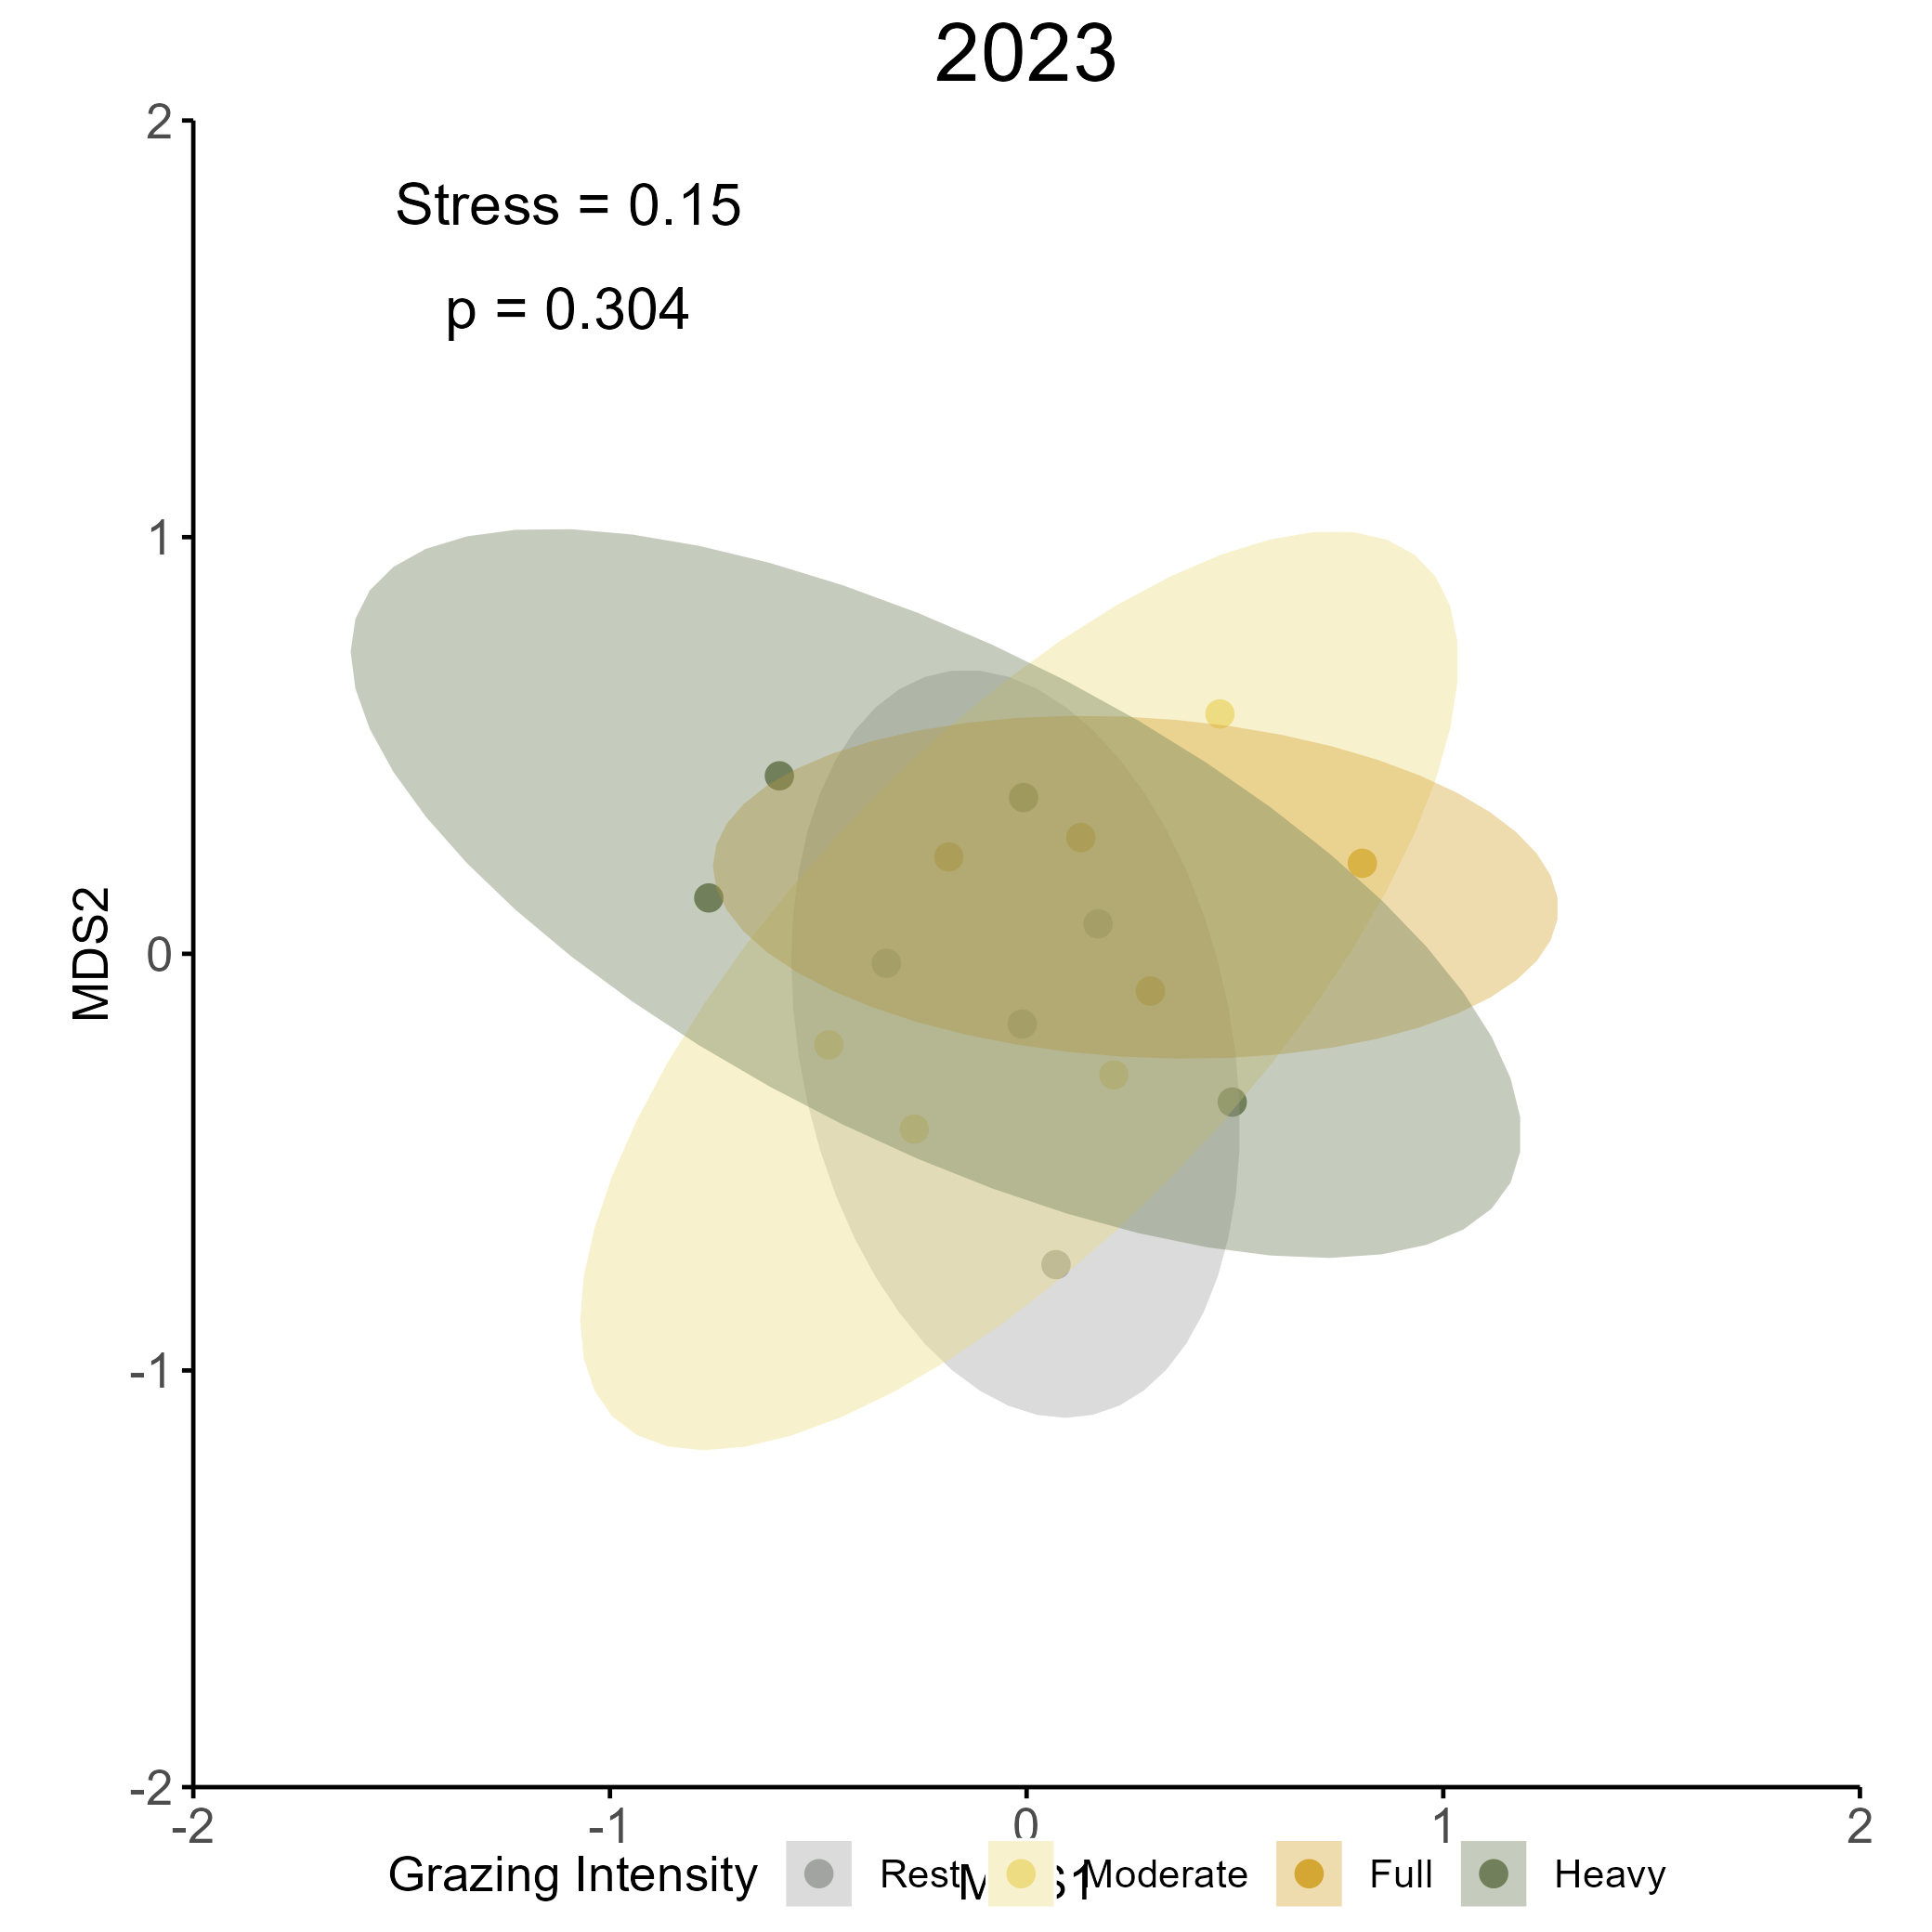 2023
Stress = 0.15
p = 0.304
2
1
0
-1
-2
MDS2
-2 -1 0 1 2
Grazing Intensity Rest Moderate Full Heavy